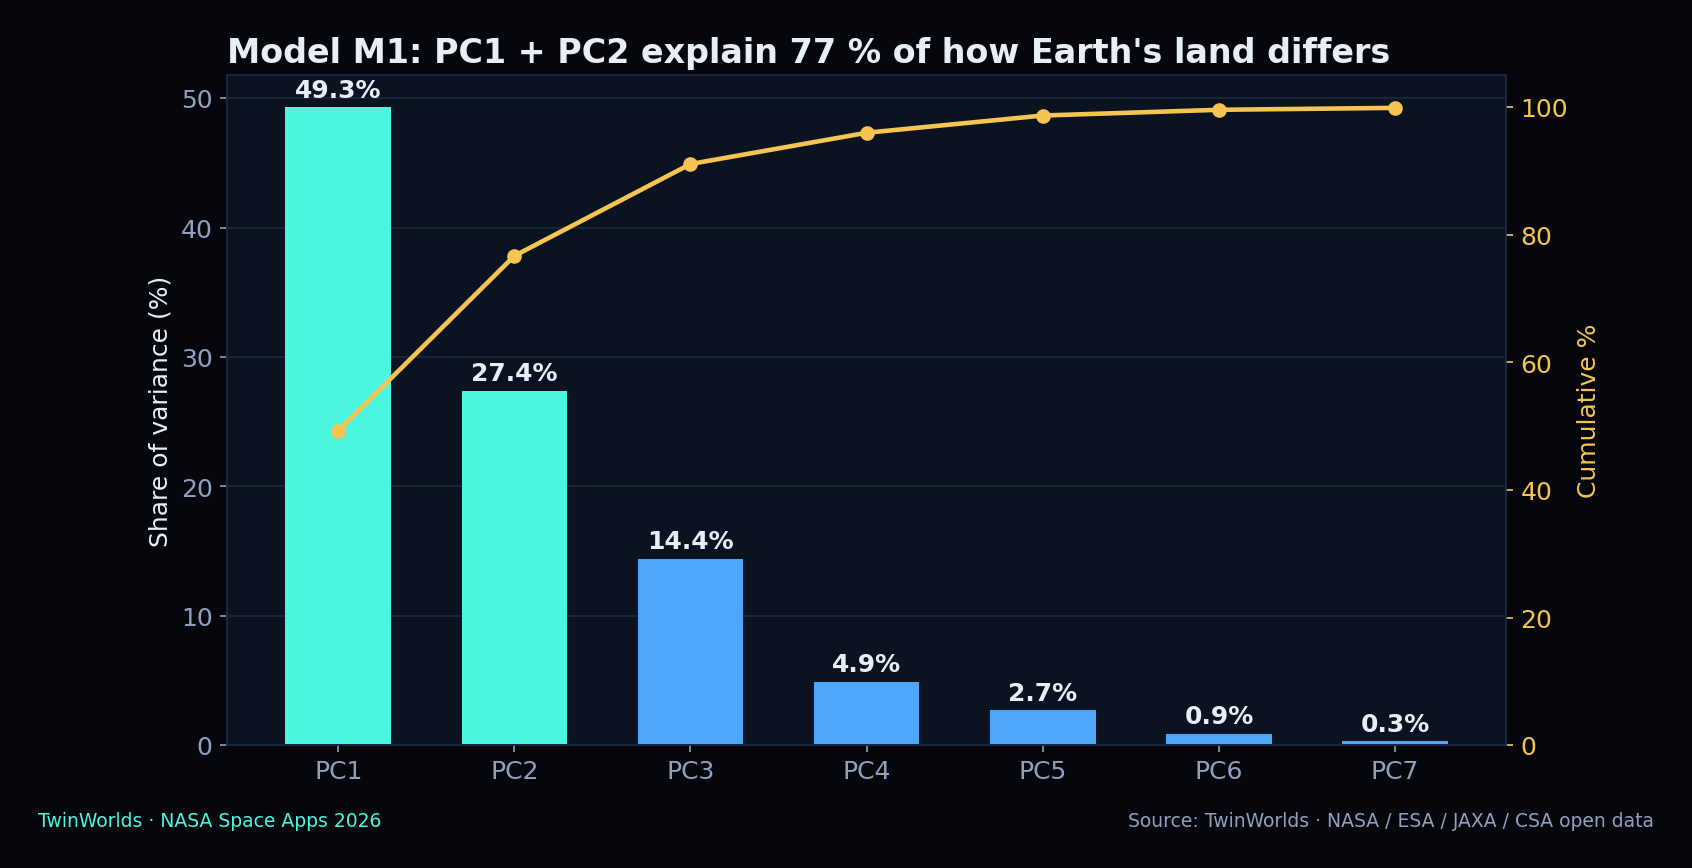 Model M1: PC1 + PC2 explain 77 % of how Earth's land differs
49.3%
27.4%
14.4%
4.9%
2.7%
0.9%
0.3%
50
40
30
20
10
0
Share of variance (%)
100
80
60
40
20
0
Cumulative %
PC1
PC2
PC3
PC4
PC5
PC6
PC7
TwinWorlds · NASA Space Apps 2026
Source: TwinWorlds · NASA / ESA / JAXA / CSA open data